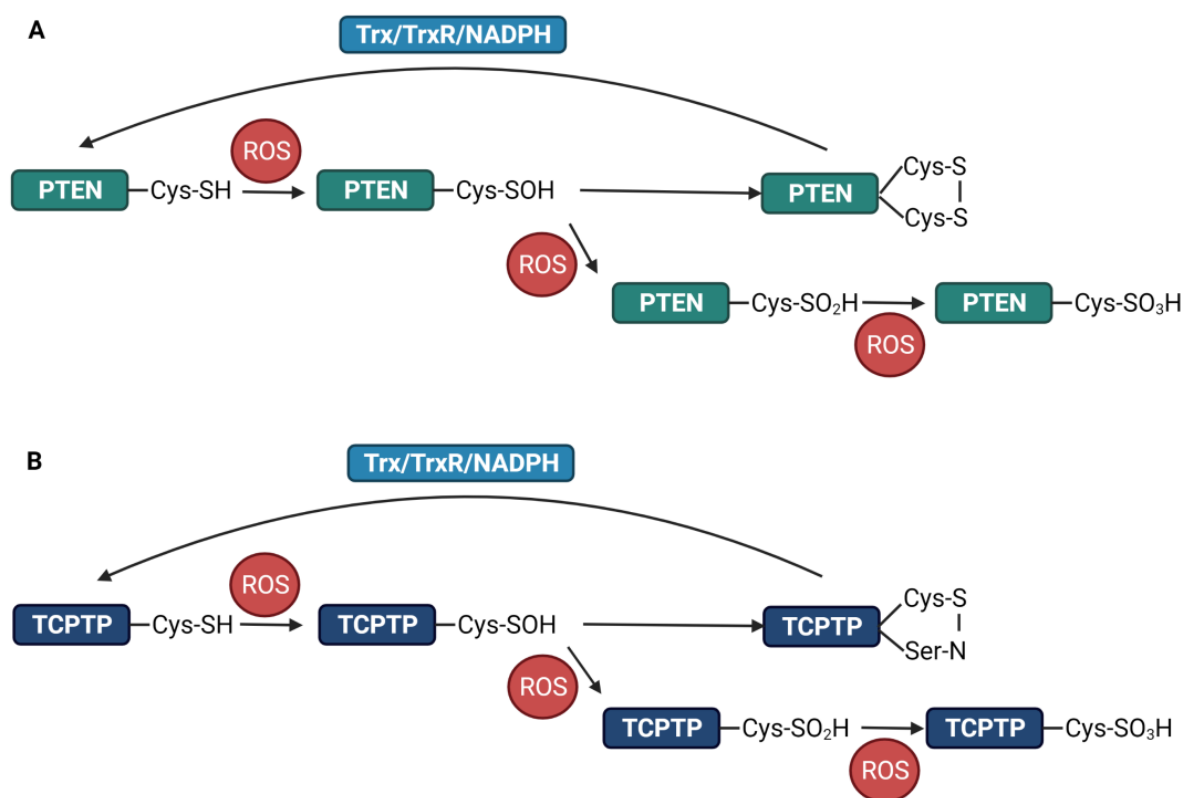 A
Trx/TrxR/NADPH
PTEN Cys-SH ROS PTEN Cys-SOH PTEN Cys-S
Cys-S
ROS PTEN Cys-SO₂H PTEN Cys-SO₃H
ROS
B
Trx/TrxR/NADPH
TCPTP Cys-SH ROS TCPTP Cys-SOH TCPTP Cys-S
Ser-N
ROS TCPTP Cys-SO₂H TCPTP Cys-SO₃H
ROS